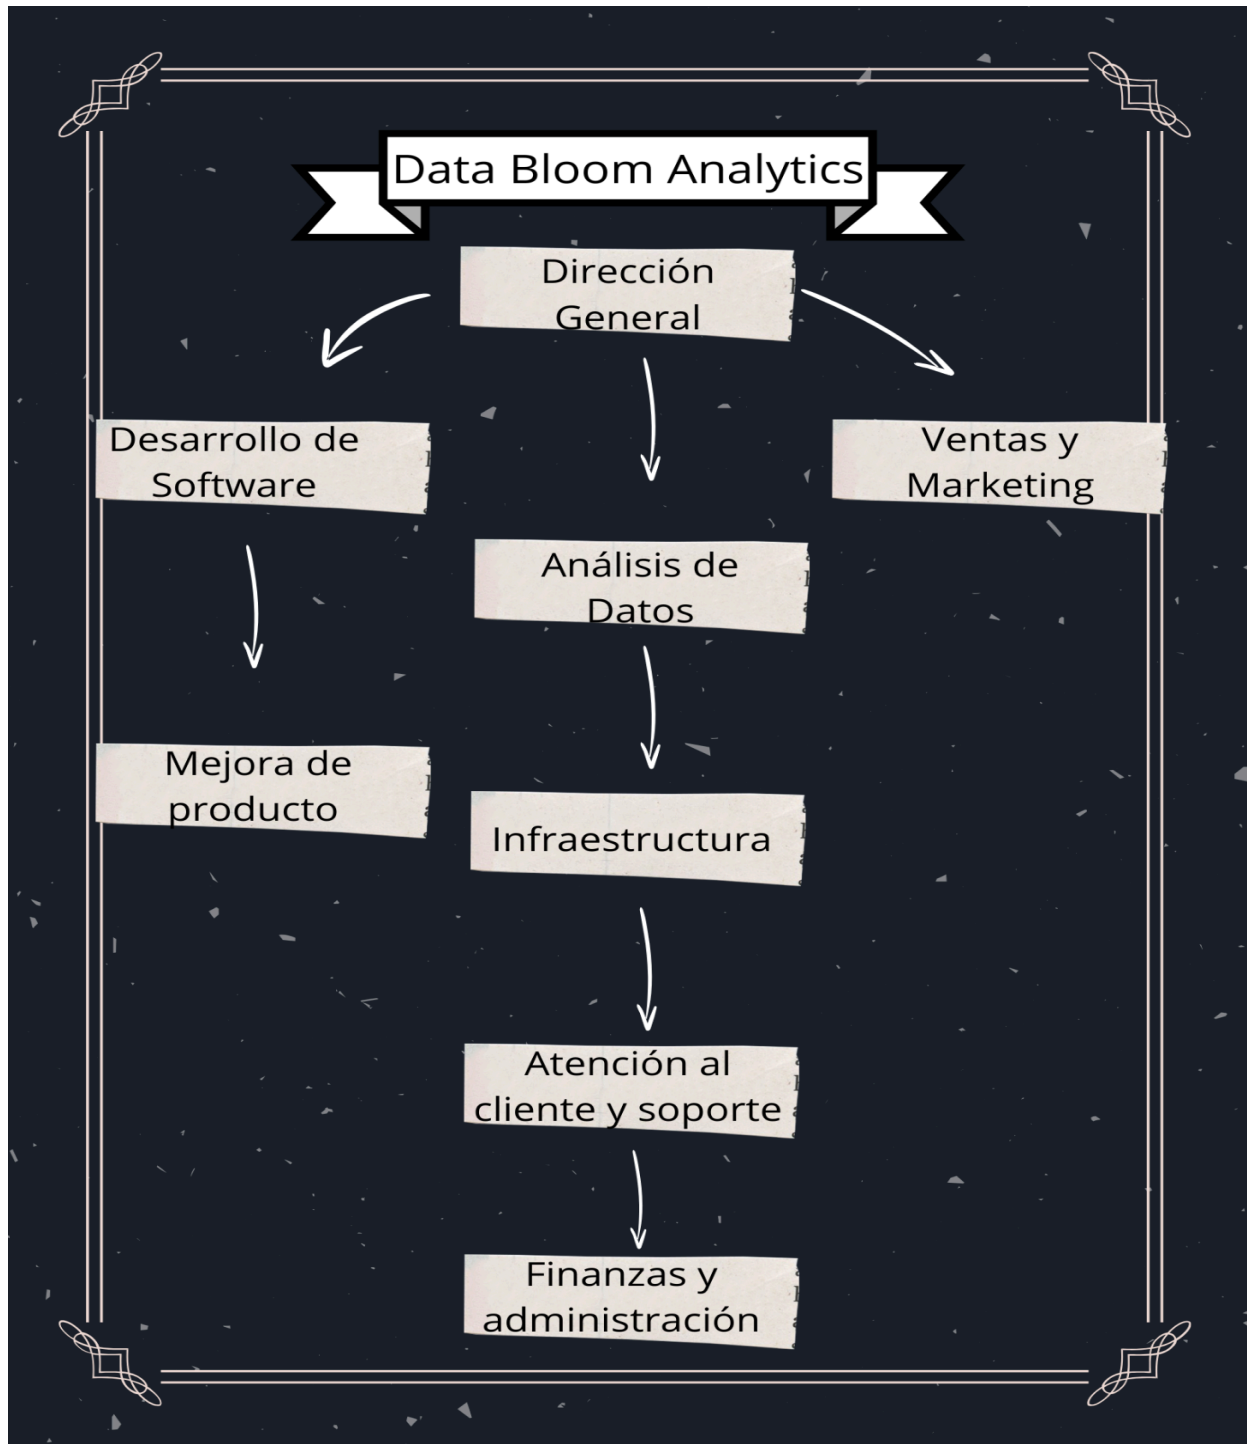 Data Bloom Analytics
Dirección
General
Desarrollo de
Software
Ventas y
Marketing
Análisis de
Datos
Mejora de
producto
Infraestructura
Atención al
cliente y soporte
Finanzas y
administración